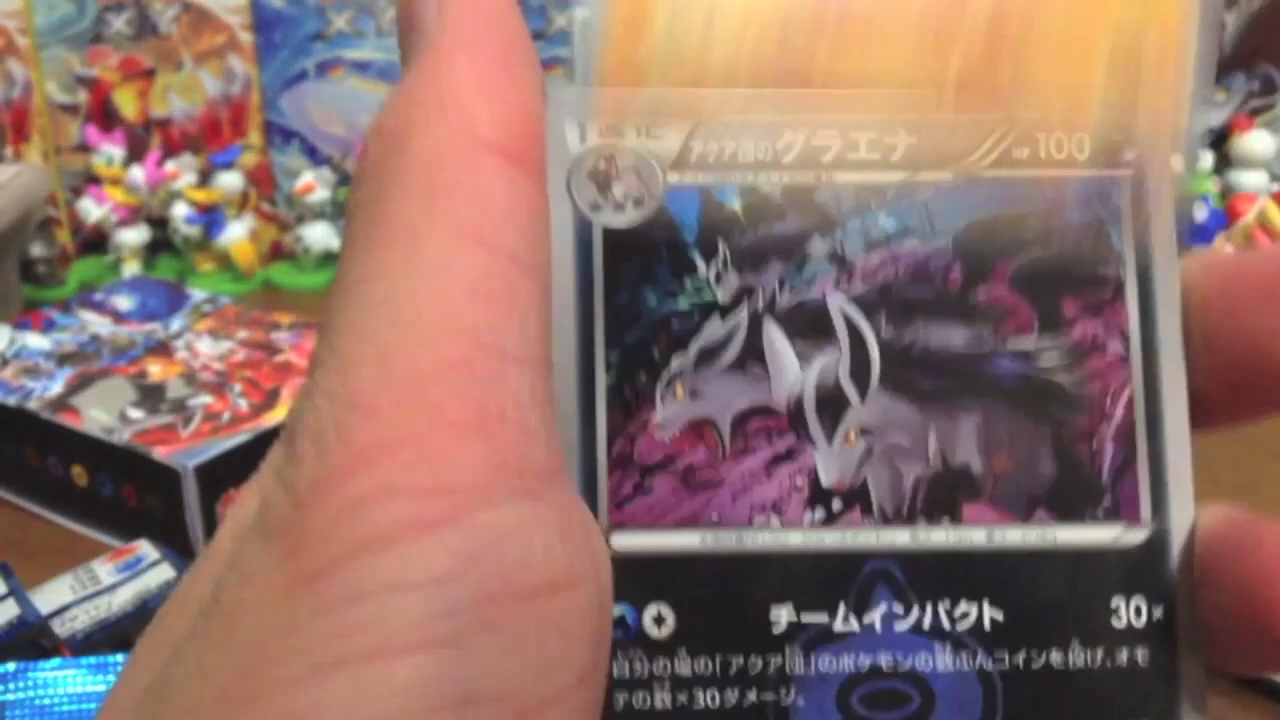 アクア団のグラエナ HP100
チームインパクト 30×
自分の場の「アクア団」のポケモンの数ぶんコインを投げ、オモ
テの数×30ダメージ。